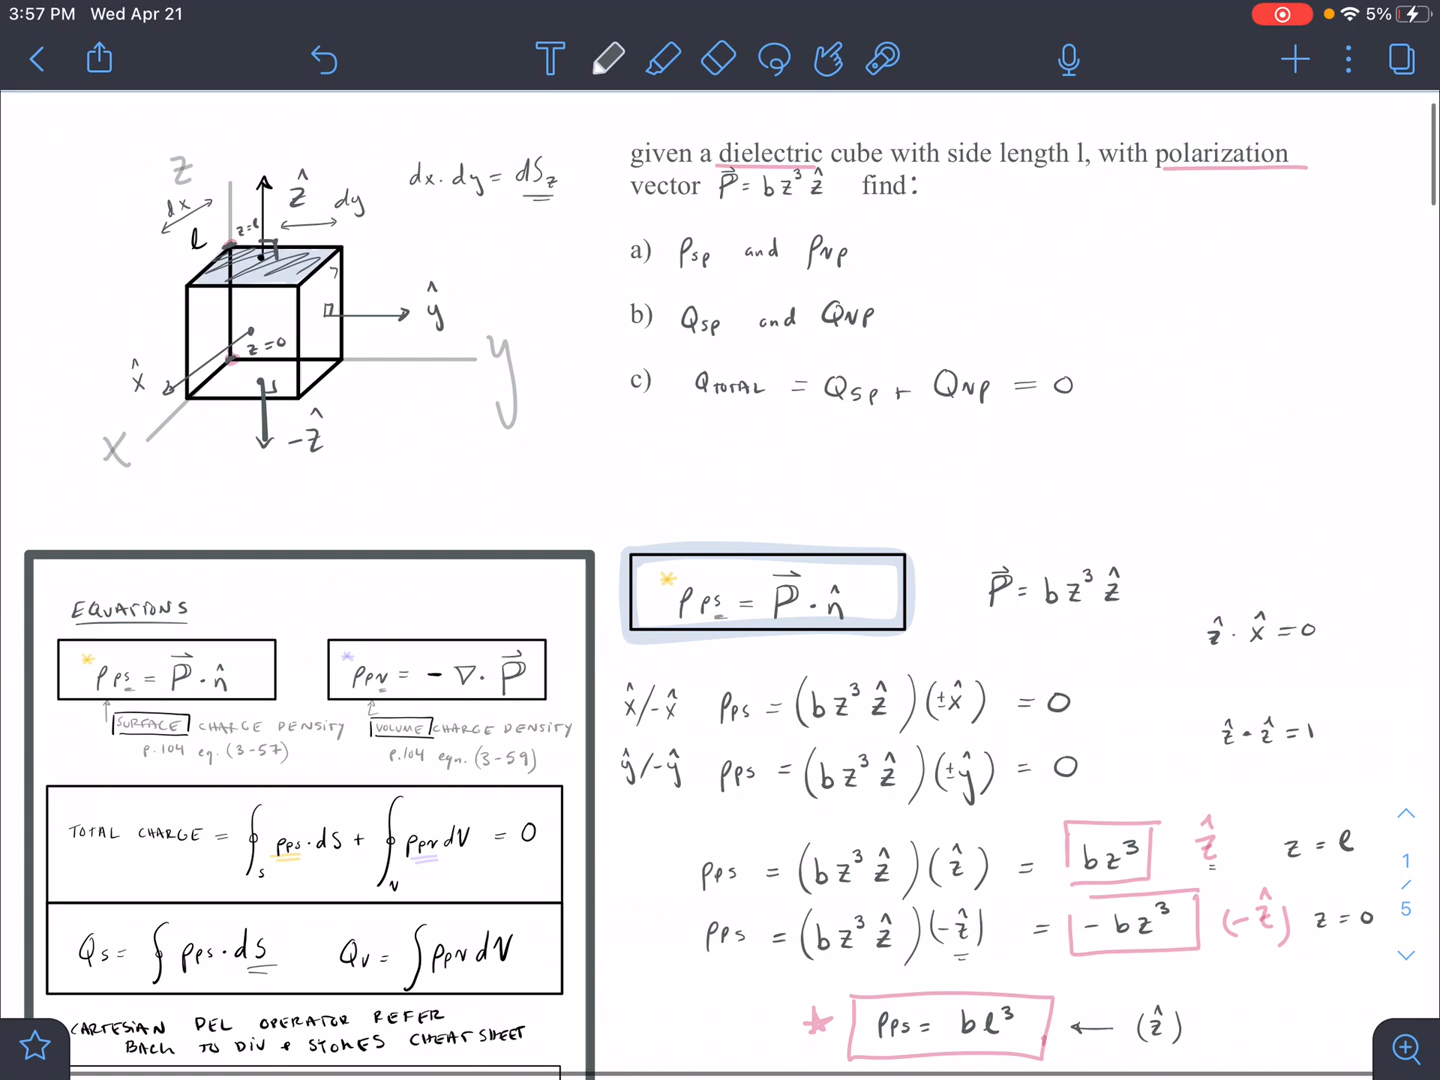 3:57 PM Wed Apr 21
5%
given a dielectric cube with side length l, with polarization
vector P⃗ = bz³ ẑ find:
a) ρsp and ρvp
b) Qsp and Qvp
c) QTOTAL = Qsp + Qvp = 0
Z
dx
l
z=l
ẑ
dy
dx·dy = dSz
ŷ
z=0
x̂
y
-ẑ
X
EQUATIONS
* ρps = P⃗ · n̂
* ρpv = - ∇ · P⃗
SURFACE CHARGE DENSITY
p.104 eq. (3-57)
VOLUME CHARGE DENSITY
p.104 eqn. (3-59)
TOTAL CHARGE = ∮s ρps · dS + ∮v ρpv dV = 0
Qs = ∮ ρps · dS
Qv = ∫ ρpv dV
CARTESIAN DEL OPERATOR REFER
BACK TO DIV & STOKES CHEAT SHEET
* ρps = P⃗ · n̂
P⃗ = bz³ ẑ
ẑ · x̂ = 0
ẑ · ẑ = 1
x̂/-x̂ ρps = (bz³ ẑ)(±x̂) = 0
ŷ/-ŷ ρps = (bz³ ẑ)(±ŷ) = 0
ρps = (bz³ ẑ)(ẑ) = bz³ ẑ z = l
ρps = (bz³ ẑ)(-ẑ) = -bz³ (-ẑ) z = 0
* ρps = bl³ ← (ẑ)
1
/
5